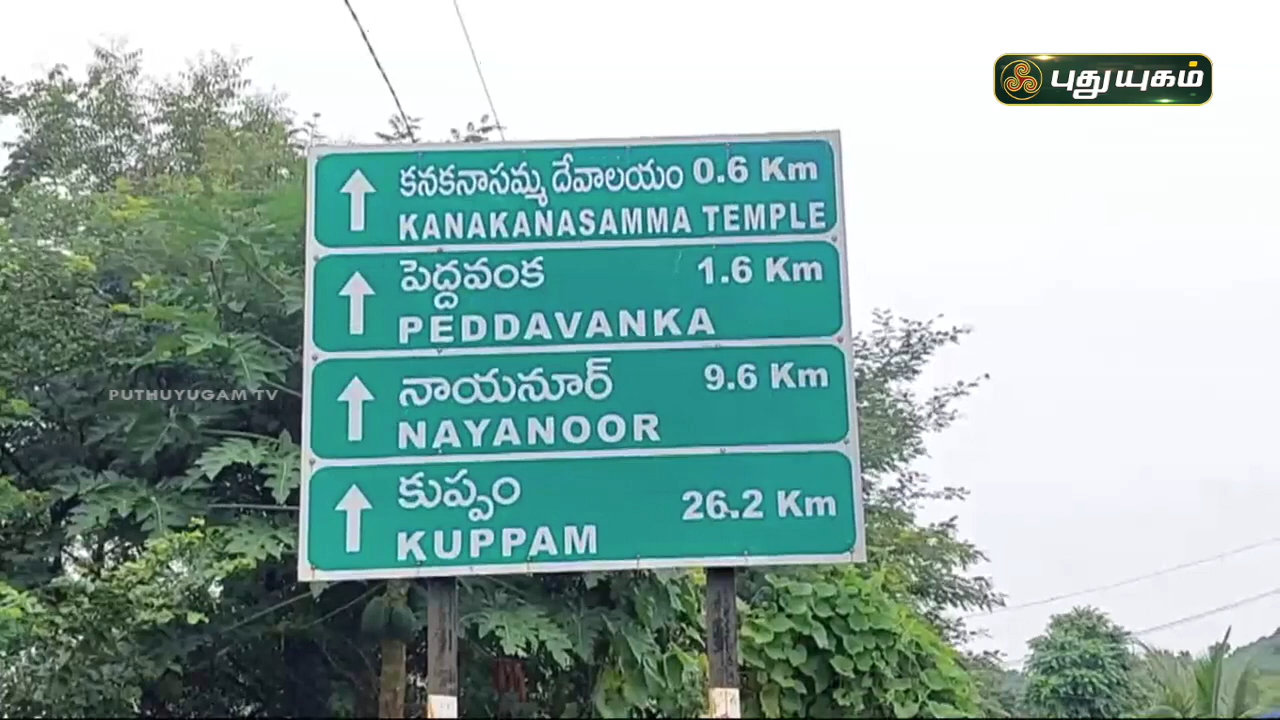 புதுயுகம்
కనకనాసమ్మ దేవాలయం 0.6 Km
KANAKANASAMMA TEMPLE
పెద్దవంక 1.6 Km
PEDDAVANKA
నాయనూర్ 9.6 Km
NAYANOOR
కుప్పం 26.2 Km
KUPPAM
PUTHUYUGAM TV